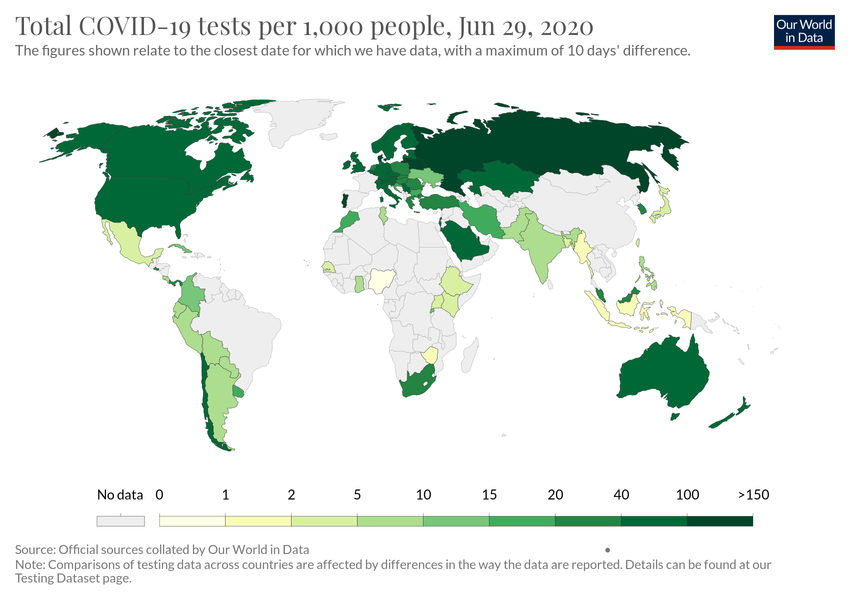 Total COVID-19 tests per 1,000 people, Jun 29, 2020
The figures shown relate to the closest date for which we have data, with a maximum of 10 days' difference.
Our World
in Data
No data 0 1 2 5 10 15 20 40 100 >150
Source: Official sources collated by Our World in Data
Note: Comparisons of testing data across countries are affected by differences in the way the data are reported. Details can be found at our
Testing Dataset page.